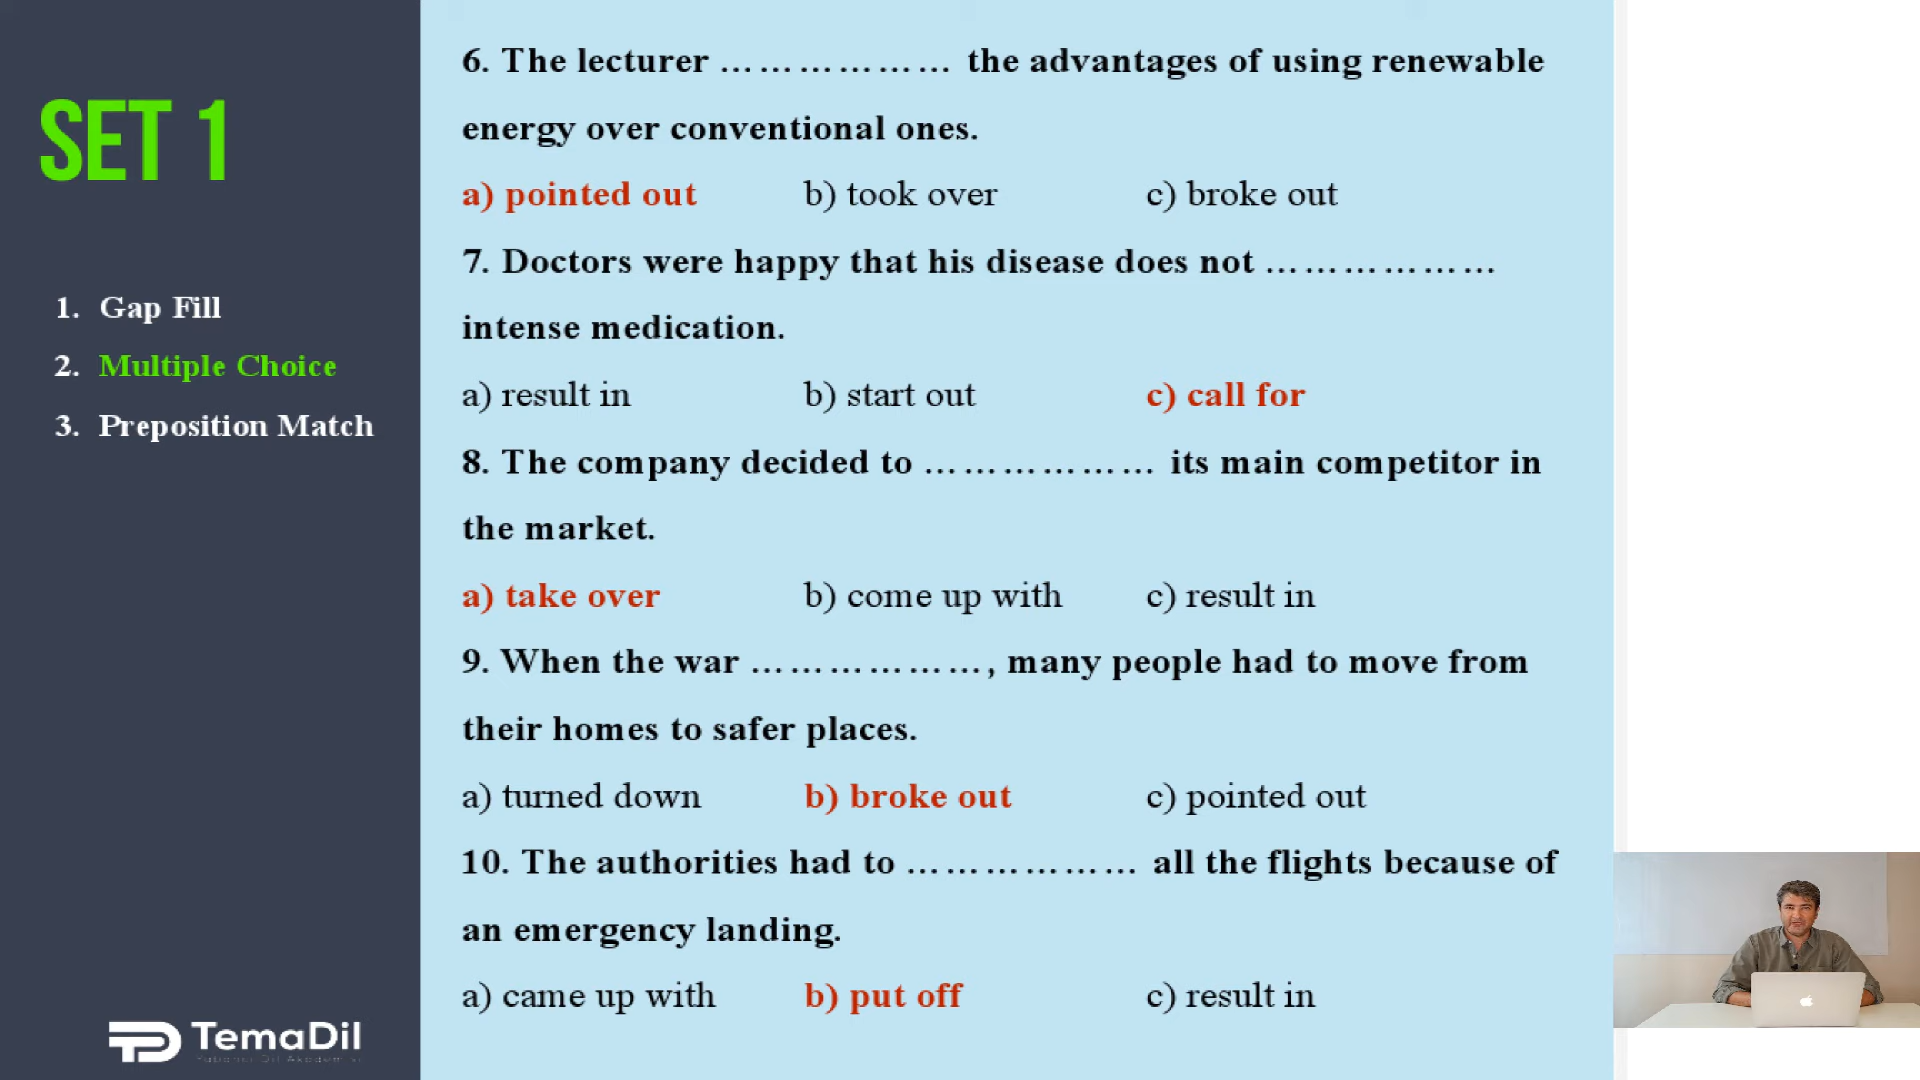 SET 1
1. Gap Fill
2. Multiple Choice
3. Preposition Match
6. The lecturer ……………… the advantages of using renewable
energy over conventional ones.
a) pointed out b) took over c) broke out
7. Doctors were happy that his disease does not ………………
intense medication.
a) result in b) start out c) call for
8. The company decided to ……………… its main competitor in
the market.
a) take over b) come up with c) result in
9. When the war ………………, many people had to move from
their homes to safer places.
a) turned down b) broke out c) pointed out
10. The authorities had to ……………… all the flights because of
an emergency landing.
a) came up with b) put off c) result in
TemaDil
Yabancı Dil Akademisi